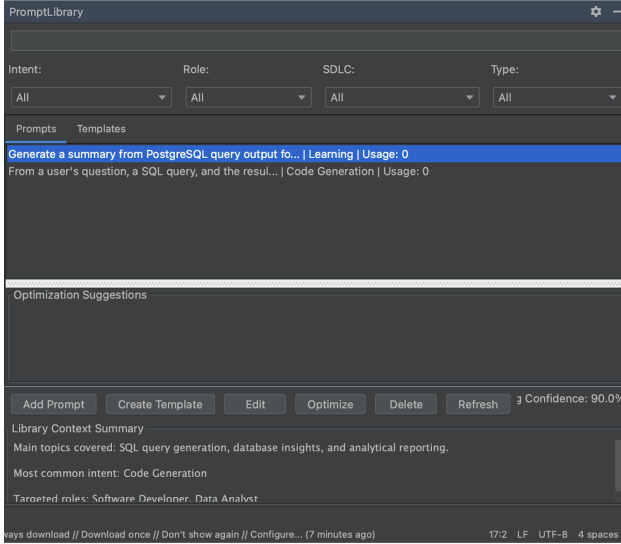 PromptLibrary
Intent: Role: SDLC: Type:
All All All All
Prompts Templates
Generate a summary from PostgreSQL query output fo... | Learning | Usage: 0
From a user's question, a SQL query, and the resul... | Code Generation | Usage: 0
Optimization Suggestions
Add Prompt Create Template Edit Optimize Delete Refresh g Confidence: 90.0%
Library Context Summary
Main topics covered: SQL query generation, database insights, and analytical reporting.
Most common intent: Code Generation
Targeted roles: Software Developer, Data Analyst
ways download // Download once // Don't show again // Configure... (7 minutes ago) 17:2 LF UTF-8 4 spaces